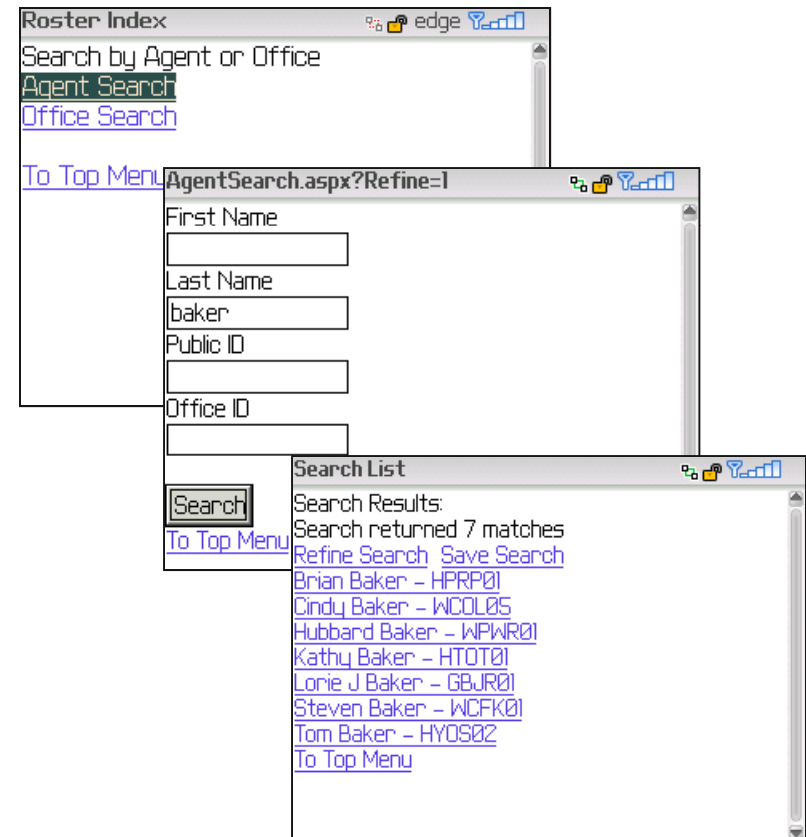 Roster Index
edge
Search by Agent or Office
Agent Search
Office Search
To Top Menu
AgentSearch.aspx?Refine=1
First Name
Last Name
baker
Public ID
Office ID
Search
To Top Menu
Search List
Search Results:
Search returned 7 matches
Refine Search Save Search
Brian Baker - HPRP01
Cindy Baker - WCOL05
Hubbard Baker - WPWR01
Kathy Baker - HTOT01
Lorie J Baker - GBJR01
Steven Baker - WCFK01
Tom Baker - HYOS02
To Top Menu